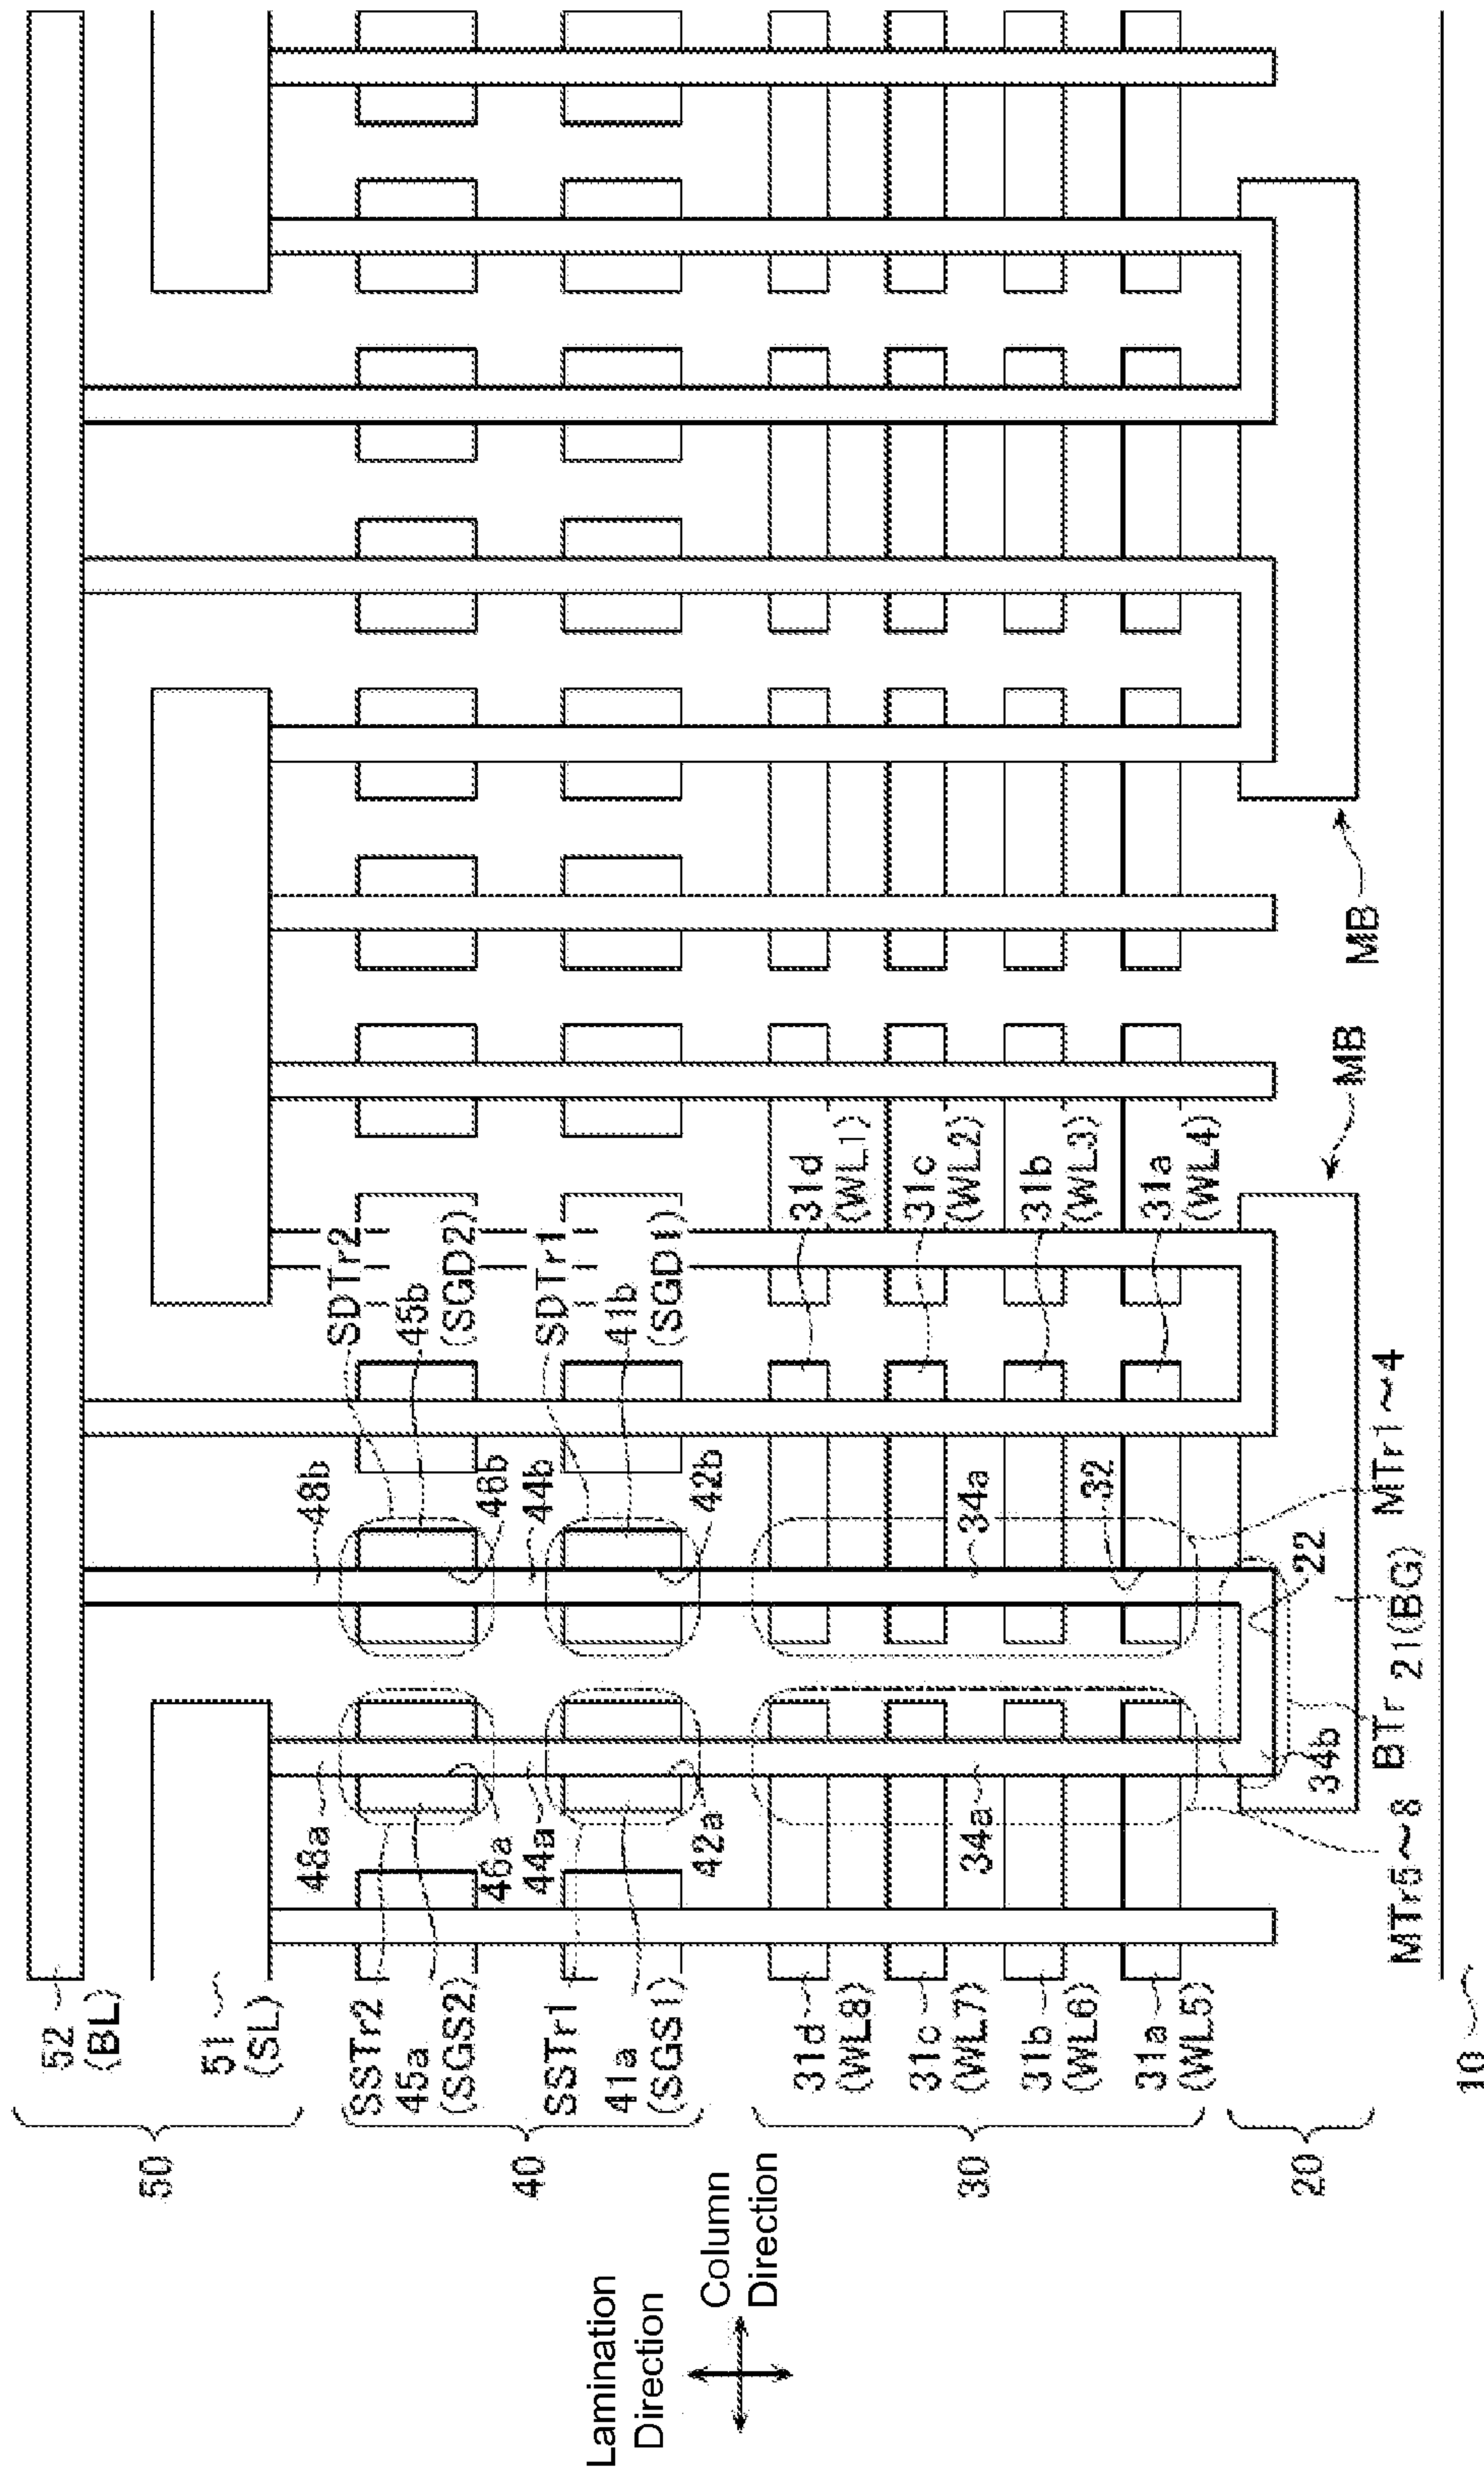 Lamination
Direction
Column
Direction
50
40
30
20
52
(BL)
51
(SL)
SSTr2
45a
(SGS2)
SSTr1
41a
(SGS1)
31d
(WL8)
31c
(WL7)
31b
(WL6)
31a
(WL5)
10
48a
46a
44a
42a
34a
MTr5~8
34b
BTr
21(BG)
22
MTr1~4
48b
46b
44b
42b
34a
32
SDTr2
45b
(SGD2)
SDTr1
41b
(SGD1)
31d
(WL1)
31c
(WL2)
31b
(WL3)
31a
(WL4)
MB
MB